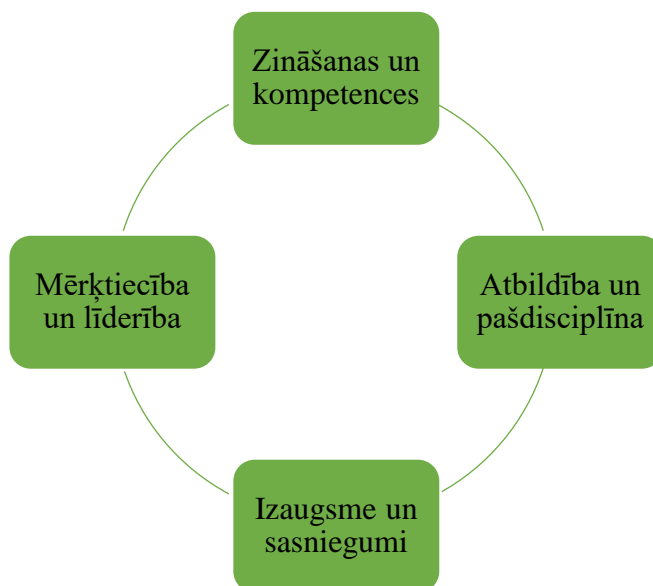 Zināšanas un
kompetences
Mērķtiecība
un līderība
Atbildība un
pašdisciplīna
Izaugsme un
sasniegumi